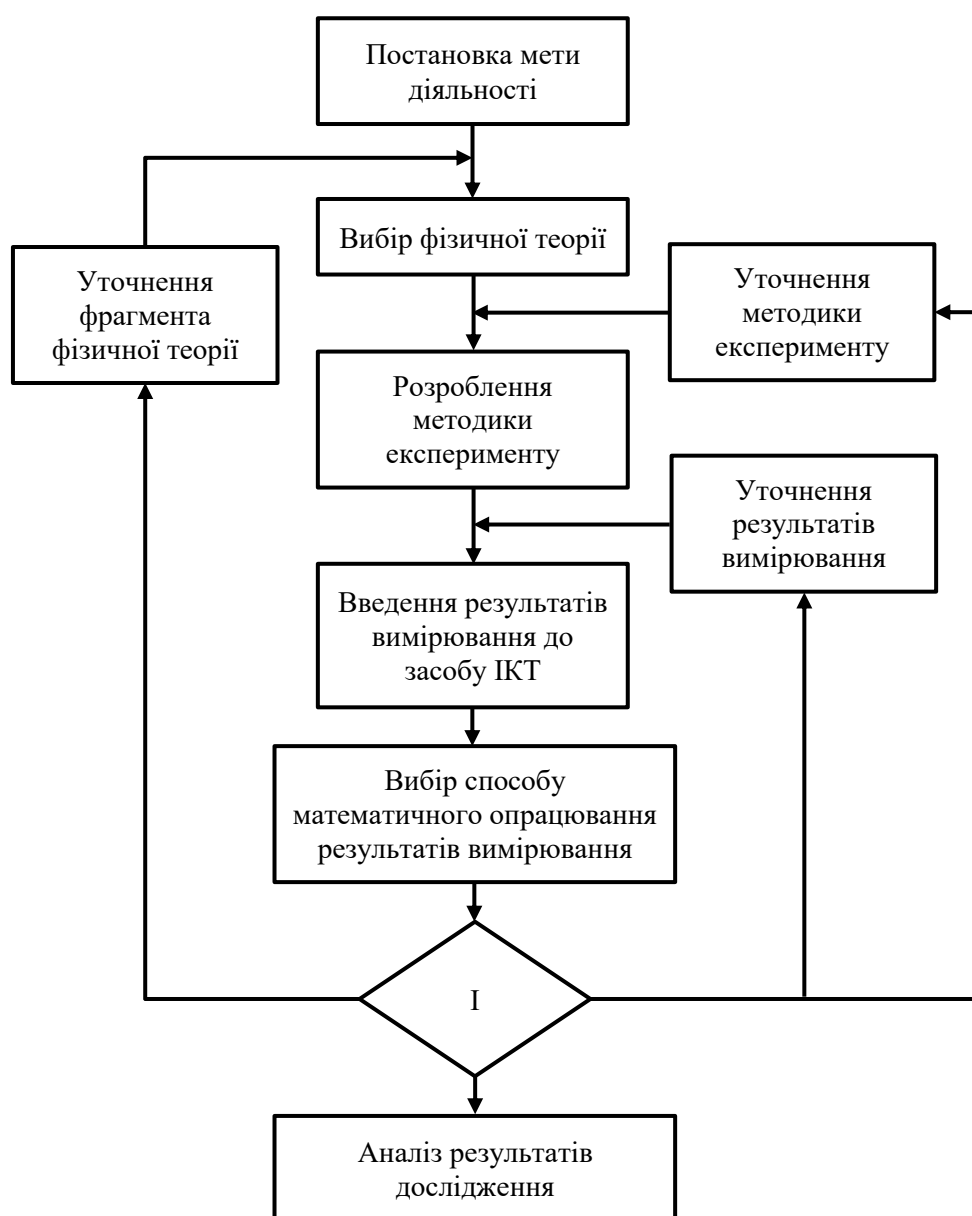 Постановка мети
діяльності
Вибір фізичної теорії
Уточнення
фрагмента
фізичної теорії
Уточнення
методики
експерименту
Розроблення
методики
експерименту
Уточнення
результатів
вимірювання
Введення результатів
вимірювання до
засобу ІКТ
Вибір способу
математичного опрацювання
результатів вимірювання
І
Аналіз результатів
дослідження